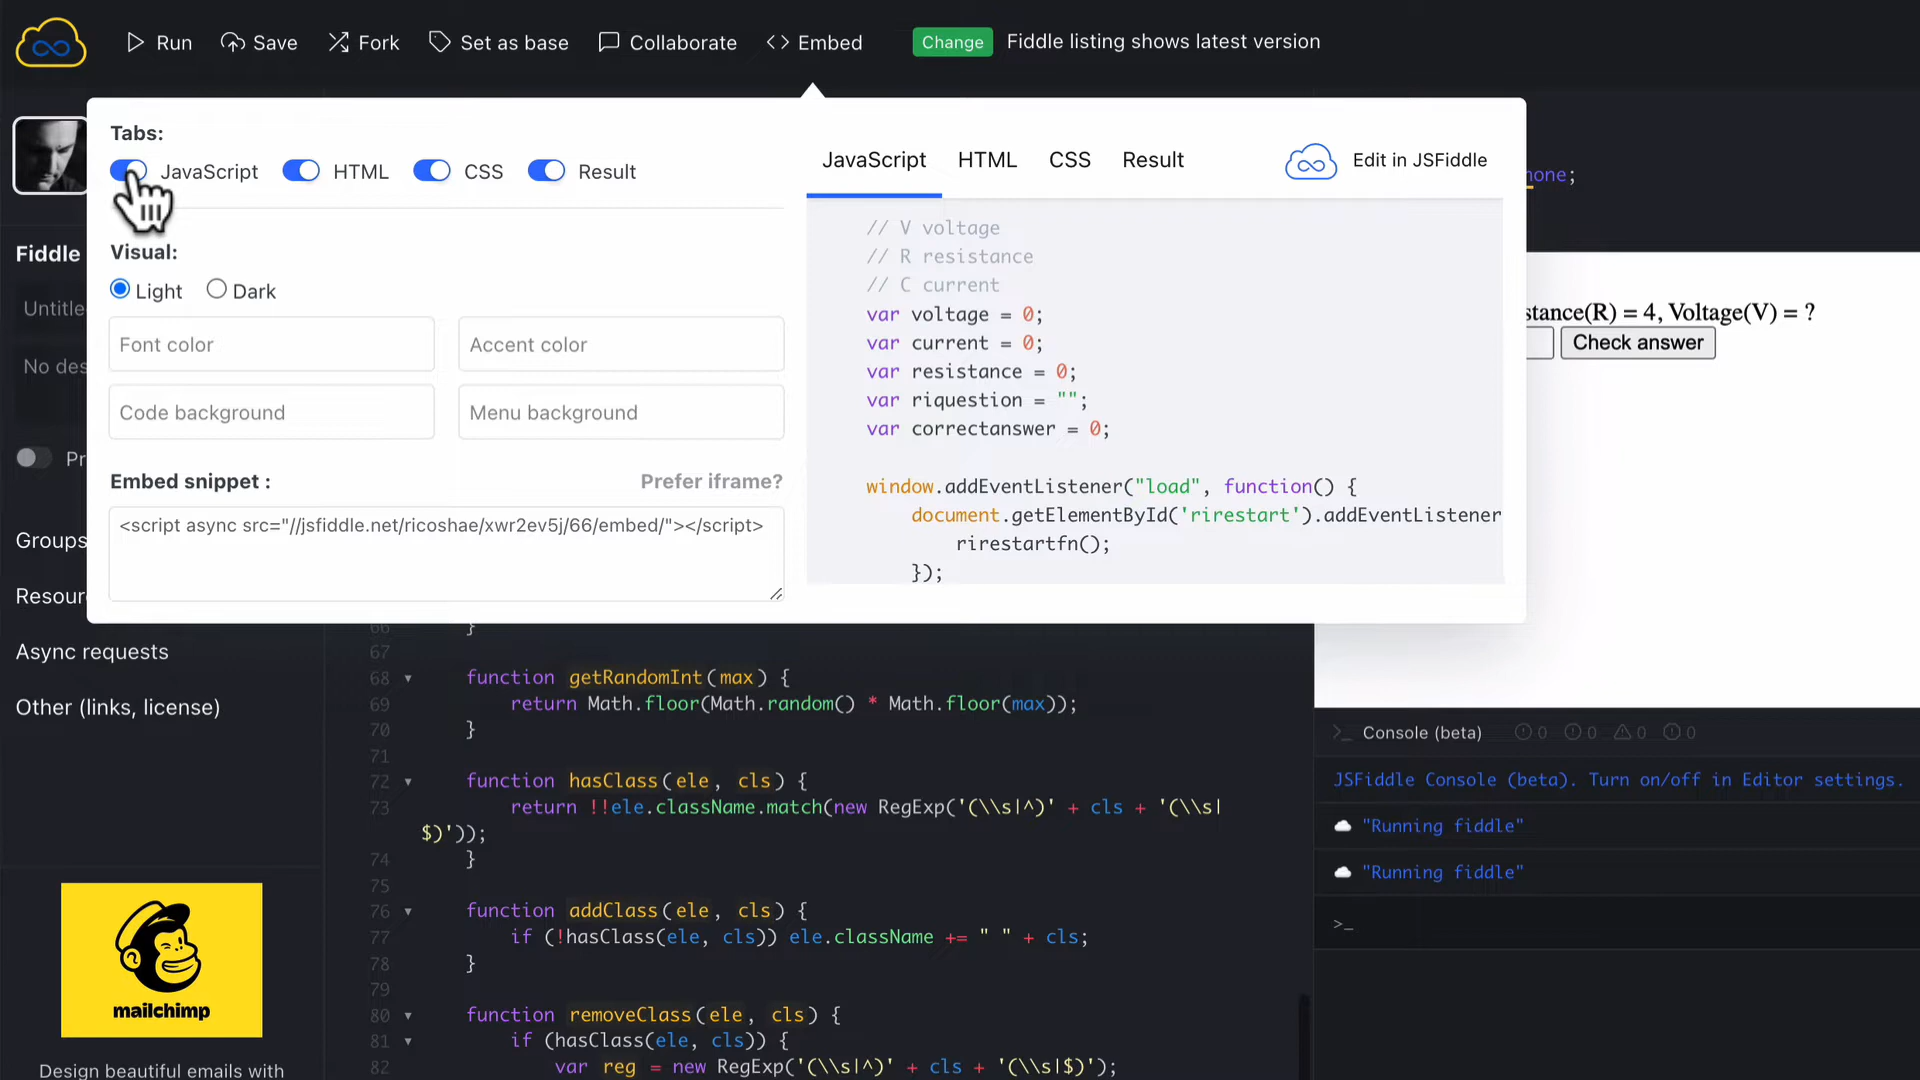 Run Save Fork Set as base Collaborate Embed Change Fiddle listing shows latest version
Tabs:
JavaScript HTML CSS Result
Visual:
Light Dark
Font color Accent color
Code background Menu background
Embed snippet : Prefer iframe?
<script async src="//jsfiddle.net/ricoshae/xwr2ev5j/66/embed/"></script>
JavaScript HTML CSS Result Edit in JSFiddle
// V voltage
// R resistance
// C current
var voltage = 0;
var current = 0;
var resistance = 0;
var riquestion = "";
var correctanswer = 0;
window.addEventListener("load", function() {
document.getElementById('rirestart').addEventListener
rirestartfn();
});
Fiddle
Untitle
No des
Pr
Groups
Resour
Async requests
Other (links, license)
mailchimp
Design beautiful emails with
66 }
67
68 function getRandomInt(max) {
69 return Math.floor(Math.random() * Math.floor(max));
70 }
71
72 function hasClass(ele, cls) {
73 return !!ele.className.match(new RegExp('(\\s|^)' + cls + '(\\s|
$)'));
74 }
75
76 function addClass(ele, cls) {
77 if (!hasClass(ele, cls)) ele.className += " " + cls;
78 }
79
80 function removeClass(ele, cls) {
81 if (hasClass(ele, cls)) {
82 var reg = new RegExp('(\\s|^)' + cls + '(\\s|$)');
none;
stance(R) = 4, Voltage(V) = ?
Check answer
>_ Console (beta) 0 0 0 0
JSFiddle Console (beta). Turn on/off in Editor settings.
"Running fiddle"
"Running fiddle"
>_